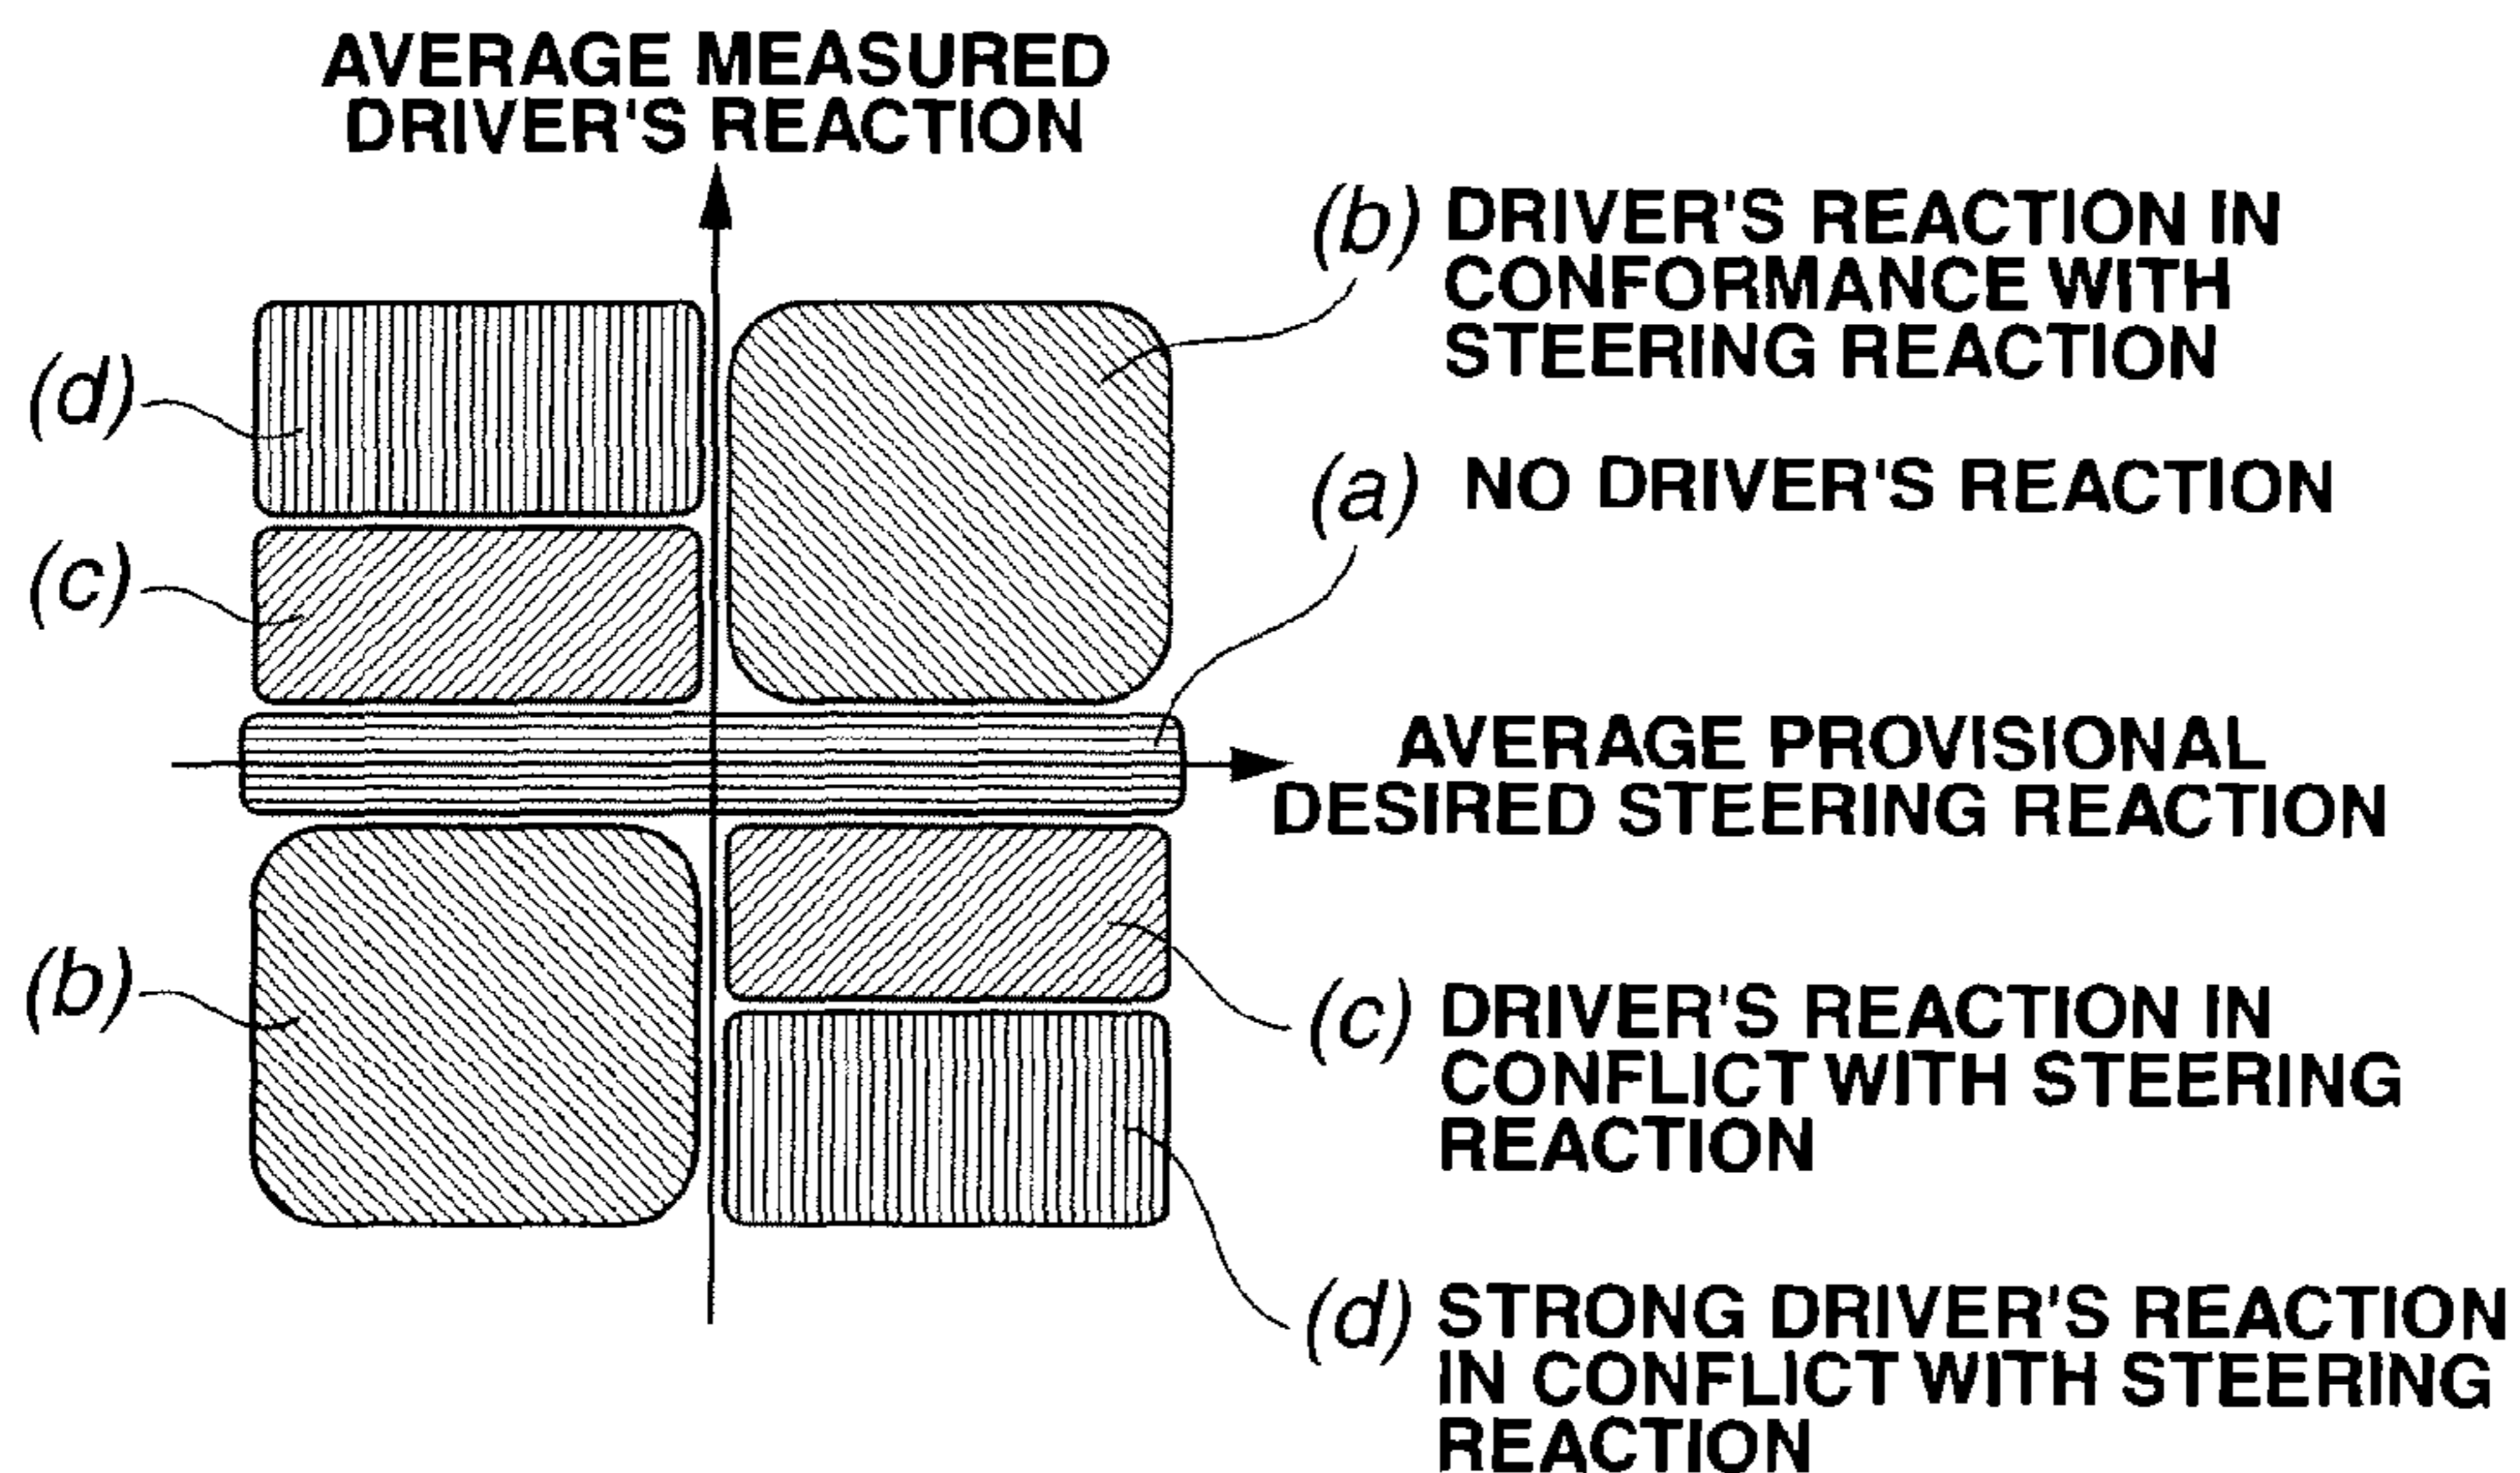 AVERAGE MEASURED
DRIVER'S REACTION
(b) DRIVER'S REACTION IN
CONFORMANCE WITH
STEERING REACTION
(d)
(a) NO DRIVER'S REACTION
(c)
AVERAGE PROVISIONAL
DESIRED STEERING REACTION
(b)
(c) DRIVER'S REACTION IN
CONFLICT WITH STEERING
REACTION
(d) STRONG DRIVER'S REACTION
IN CONFLICT WITH STEERING
REACTION